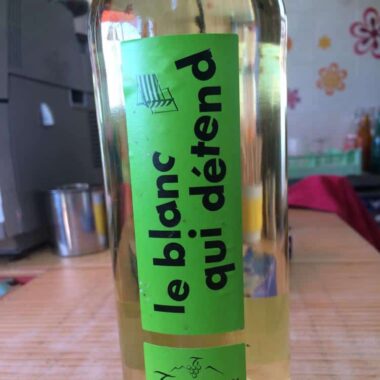 le blanc
qui détend